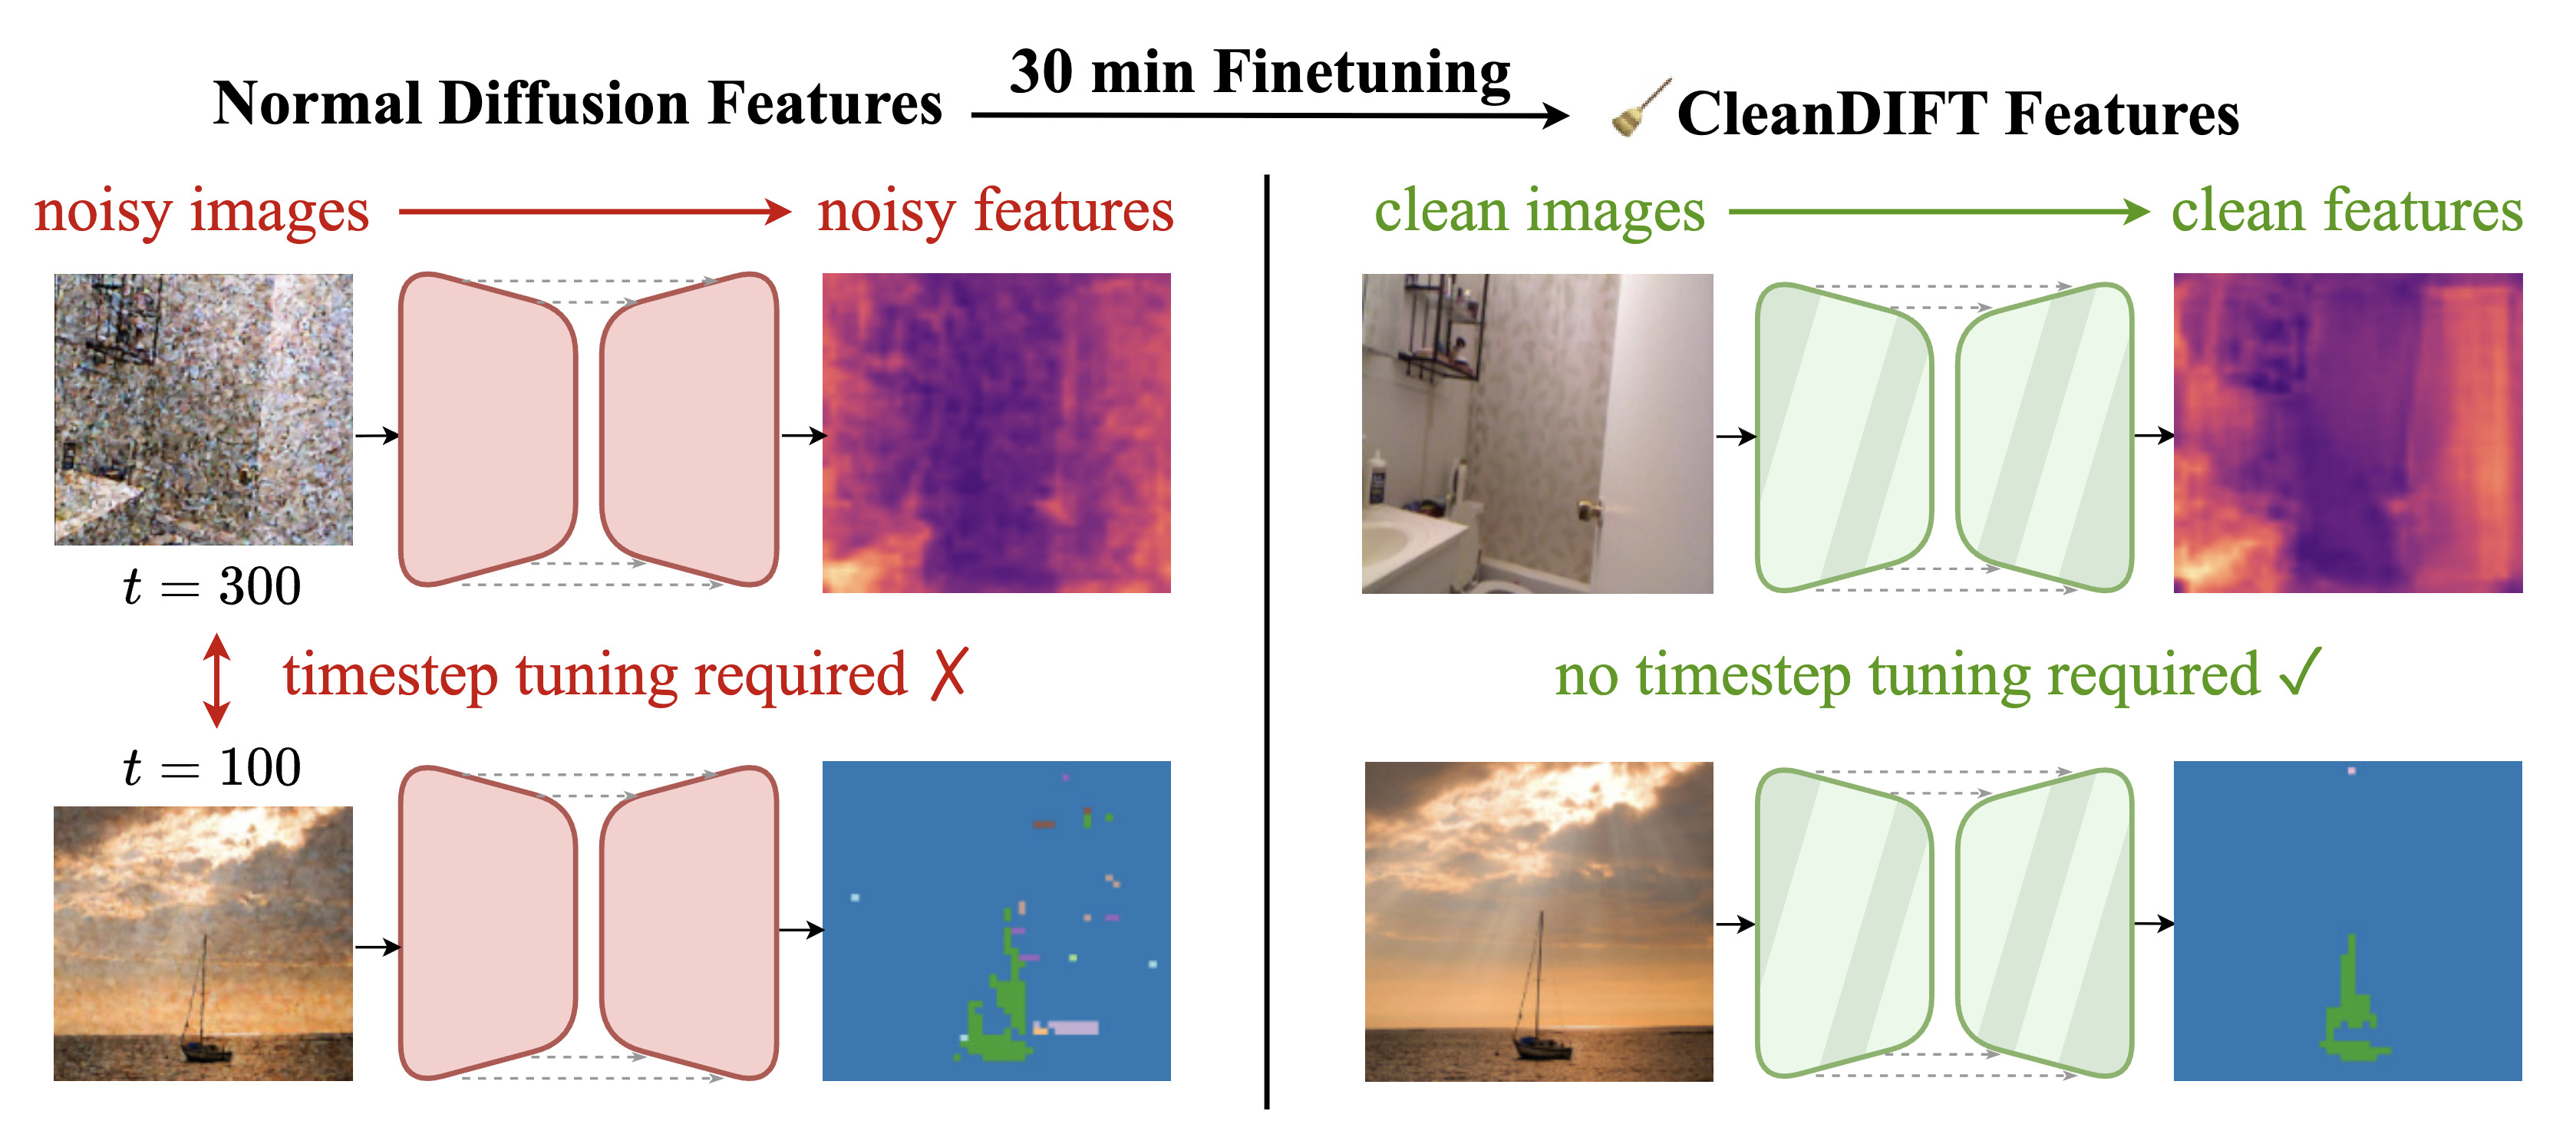 Normal Diffusion Features
30 min Finetuning
CleanDIFT Features
noisy images
noisy features
t = 300
timestep tuning required ✗
t = 100
clean images
clean features
no timestep tuning required ✓